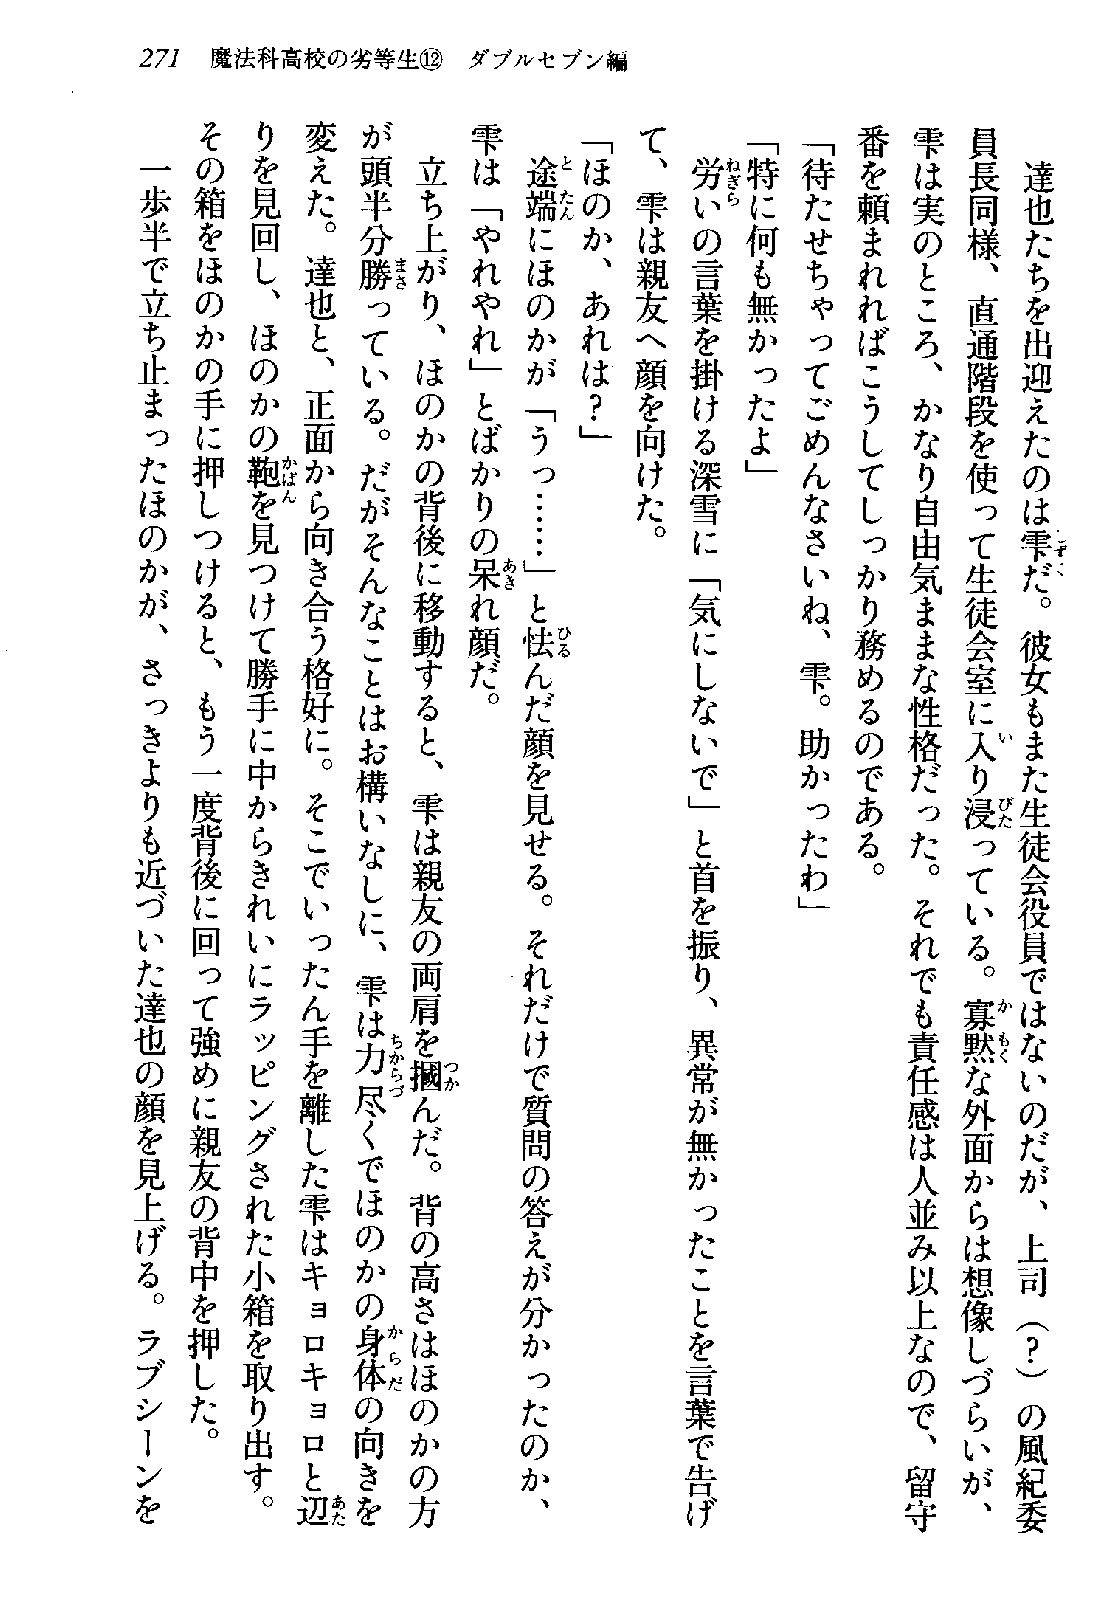 271 魔法科高校の劣等生⑫ ダブルセブン編
達也たちを出迎えたのは雫だ。彼女もまた生徒会役員ではないのだが、上司（？）の風紀委
員長同様、直通階段を使って生徒会室に入り浸っている。寡黙な外面からは想像しづらいが、
雫は実のところ、かなり自由気ままな性格だった。それでも責任感は人並み以上なので、留守
番を頼まれればこうしてしっかり務めるのである。
「待たせちゃってごめんなさいね、雫。助かったわ」
「特に何も無かったよ」
労いの言葉を掛ける深雪に「気にしないで」と首を振り、異常が無かったことを言葉で告げ
て、雫は親友へ顔を向けた。
「ほのか、あれは？」
途端にほのかが「うっ……」と怯んだ顔を見せる。それだけで質問の答えが分かったのか、
雫は「やれやれ」とばかりの呆れ顔だ。
立ち上がり、ほのかの背後に移動すると、雫は親友の両肩を摑んだ。背の高さはほのかの方
が頭半分勝っている。だがそんなことはお構いなしに、雫は力尽くでほのかの身体の向きを
変えた。達也と、正面から向き合う格好に。そこでいったん手を離した雫はキョロキョロと辺
りを見回し、ほのかの鞄を見つけて勝手に中からきれいにラッピングされた小箱を取り出す。
その箱をほのかの手に押しつけると、もう一度背後に回って強めに親友の背中を押した。
一歩半で立ち止まったほのかが、さっきよりも近づいた達也の顔を見上げる。ラブシーンを